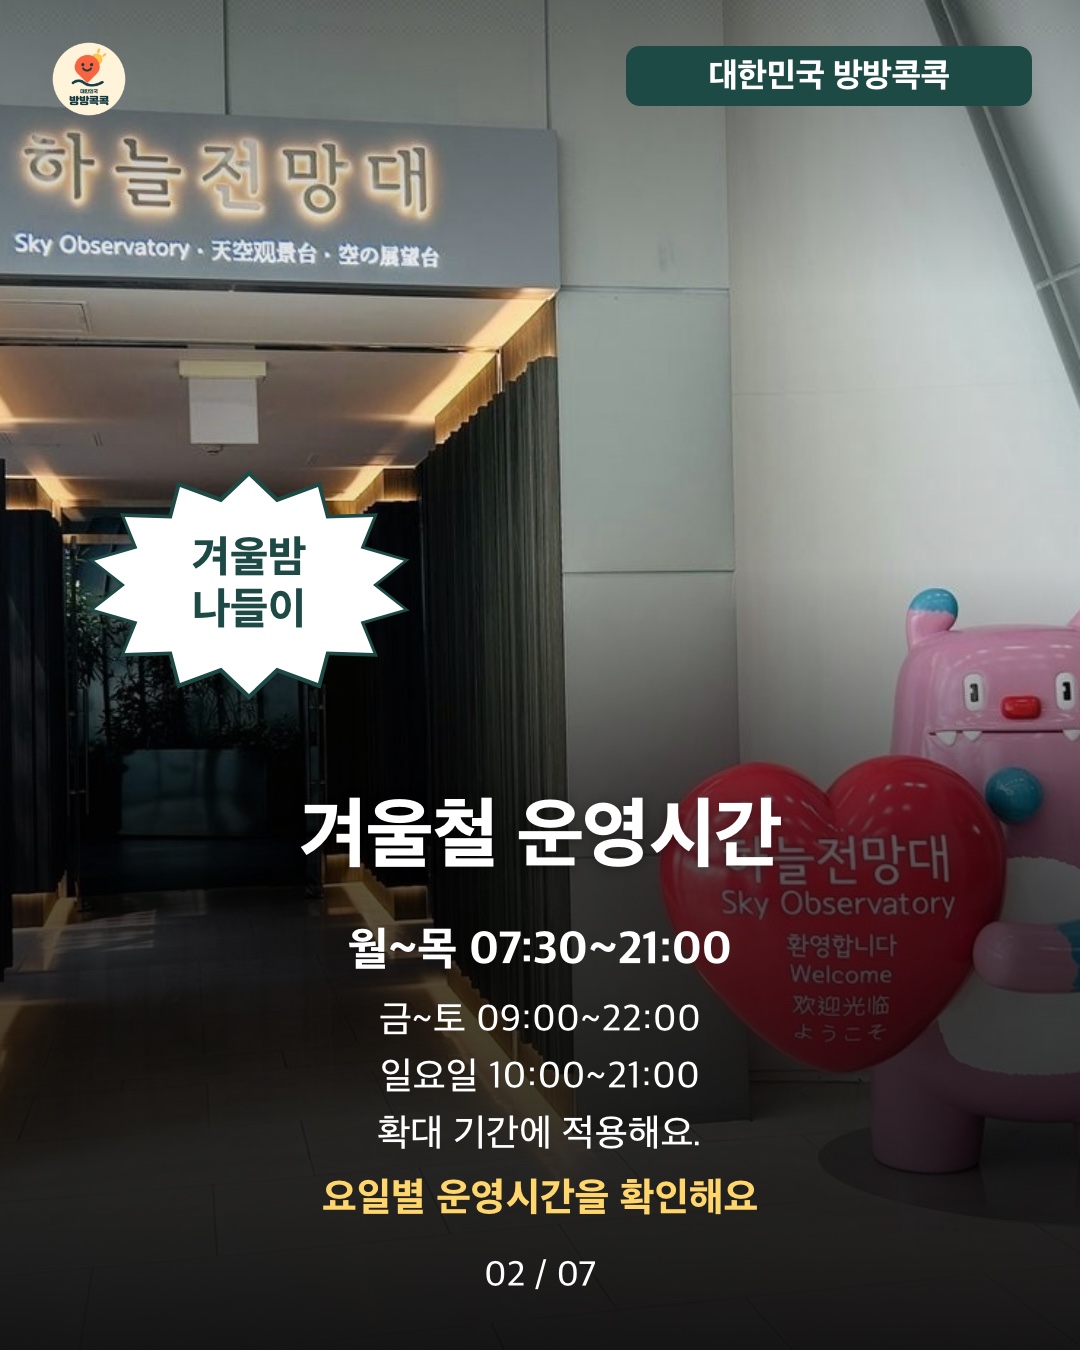 대한민국
방방콕콕
대한민국 방방콕콕
하늘전망대
Sky Observatory · 天空观景台 · 空の展望台
겨울밤
나들이
겨울철 운영시간
하늘전망대
Sky Observatory
환영합니다
Welcome
欢迎光临
ようこそ
월~목 07:30~21:00
금~토 09:00~22:00
일요일 10:00~21:00
확대 기간에 적용해요.
요일별 운영시간을 확인해요
02 / 07